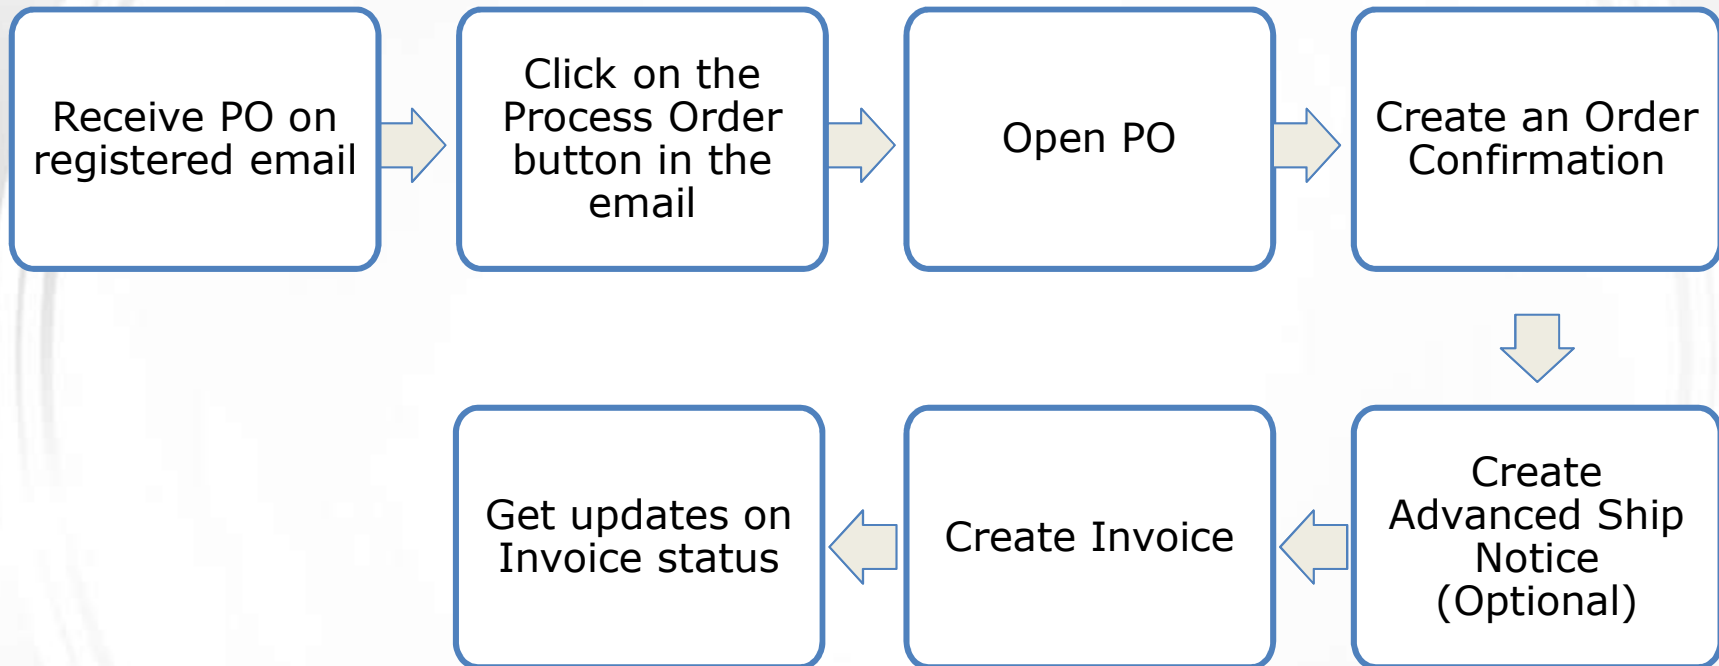 Receive PO on
registered email
Click on the
Process Order
button in the
email
Open PO
Create an Order
Confirmation
Create
Advanced Ship
Notice
(Optional)
Create Invoice
Get updates on
Invoice status